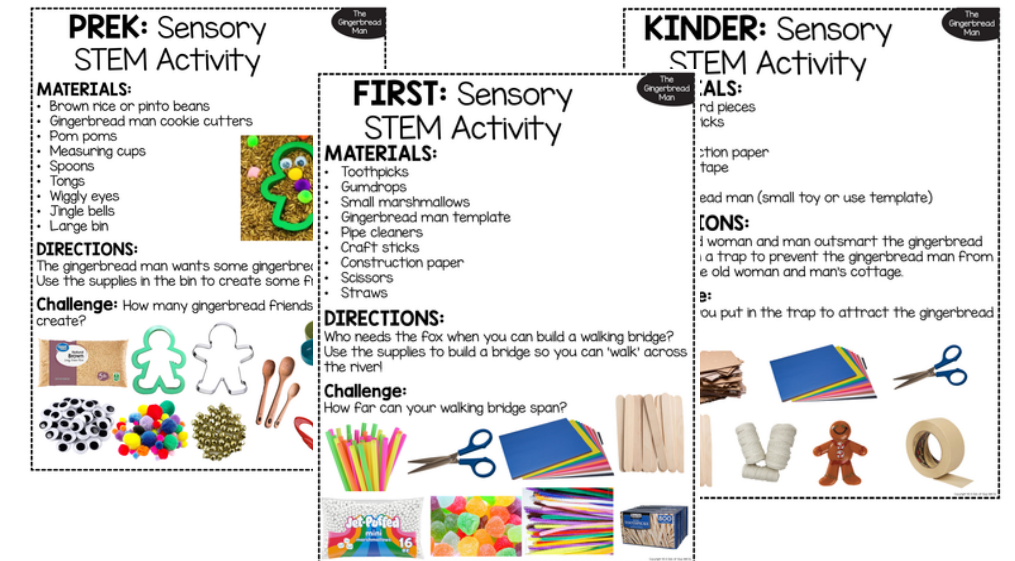 PREK: Sensory
STEM Activity
The
Gingerbread
Man
MATERIALS:
• Brown rice or pinto beans
• Gingerbread man cookie cutters
• Pom poms
• Measuring cups
• Spoons
• Tongs
• Wiggly eyes
• Jingle bells
• Large bin
DIRECTIONS:
The gingerbread man wants some
Use the supplies in the bin to create some
Challenge: How many gingerbread friends
create?
Brown
FIRST: Sensory
STEM Activity
The
Gingerbread
Man
MATERIALS:
• Toothpicks
• Gumdrops
• Small marshmallows
• Gingerbread man template
• Pipe cleaners
• Craft sticks
• Construction paper
• Scissors
• Straws
DIRECTIONS:
Who needs the fox when you can build a walking bridge?
Use the supplies to build a bridge so you can 'walk' across
the river!
Challenge:
How far can your walking bridge span?
Jet-Puffed
mini
16
800
KINDER: Sensory
STEM Activity
The
Gingerbread
Man
ALS:
rd pieces
icks
ction paper
tape
ead man (small toy or use template)
IONS:
d woman and man outsmart the gingerbread
a trap to prevent the gingerbread man from
e old woman and man's cottage.
e:
you put in the trap to attract the gingerbread